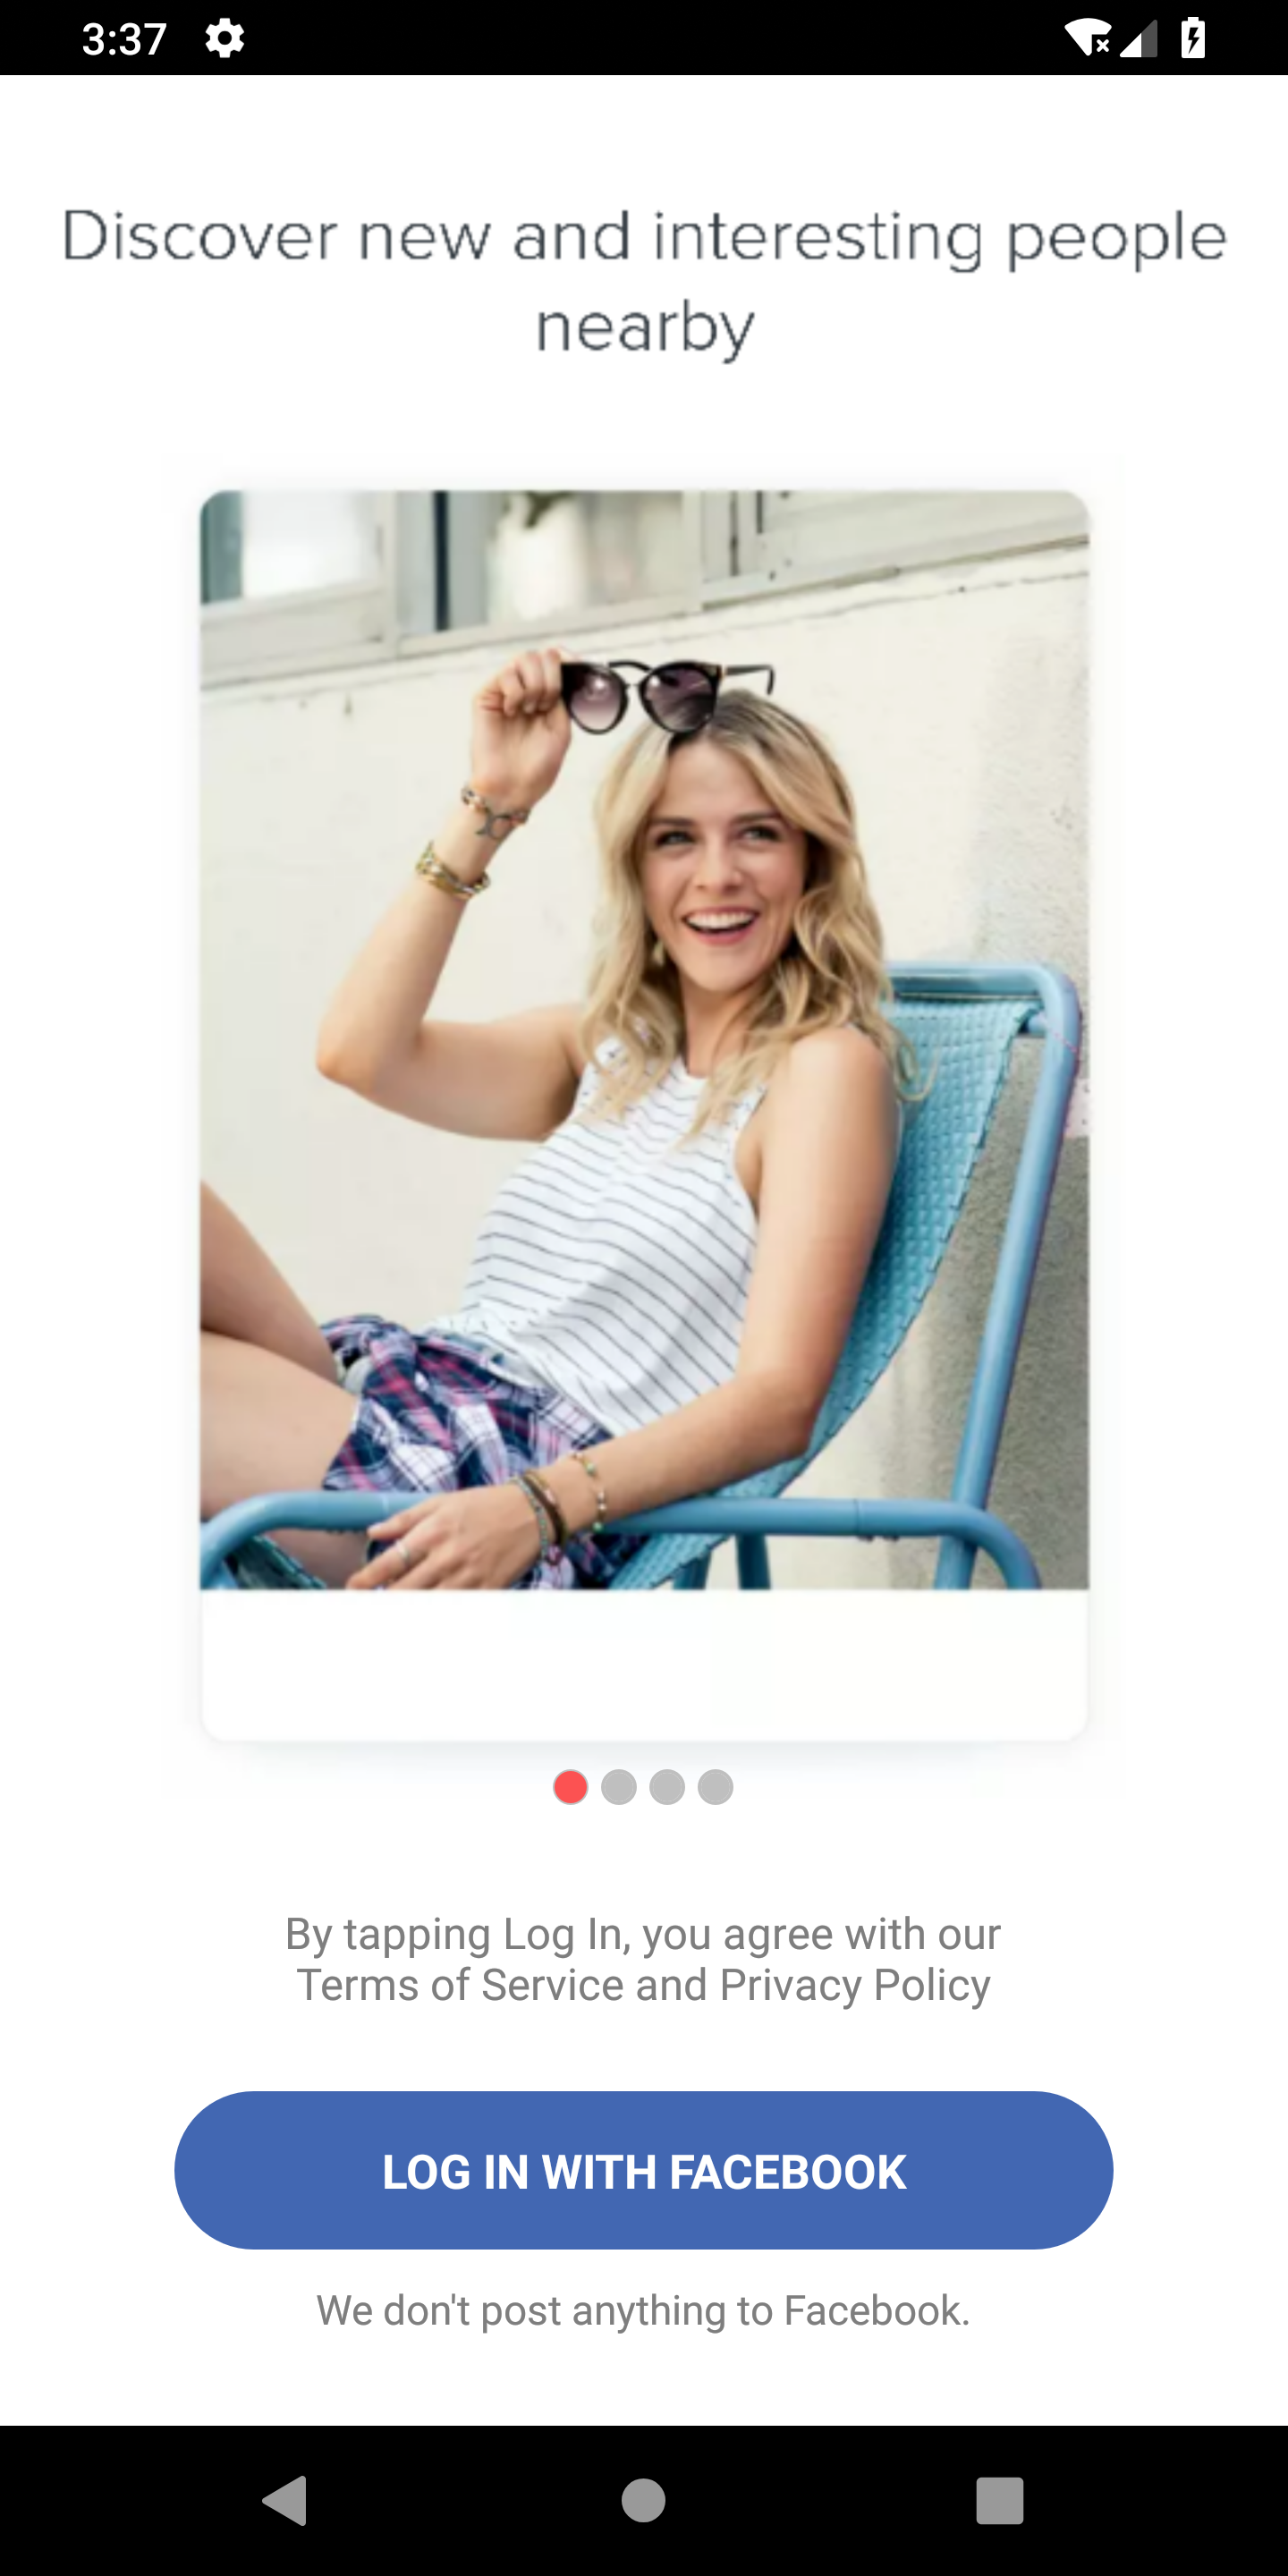 3:37
Discover new and interesting people
nearby
By tapping Log In, you agree with our
Terms of Service and Privacy Policy
LOG IN WITH FACEBOOK
We don't post anything to Facebook.